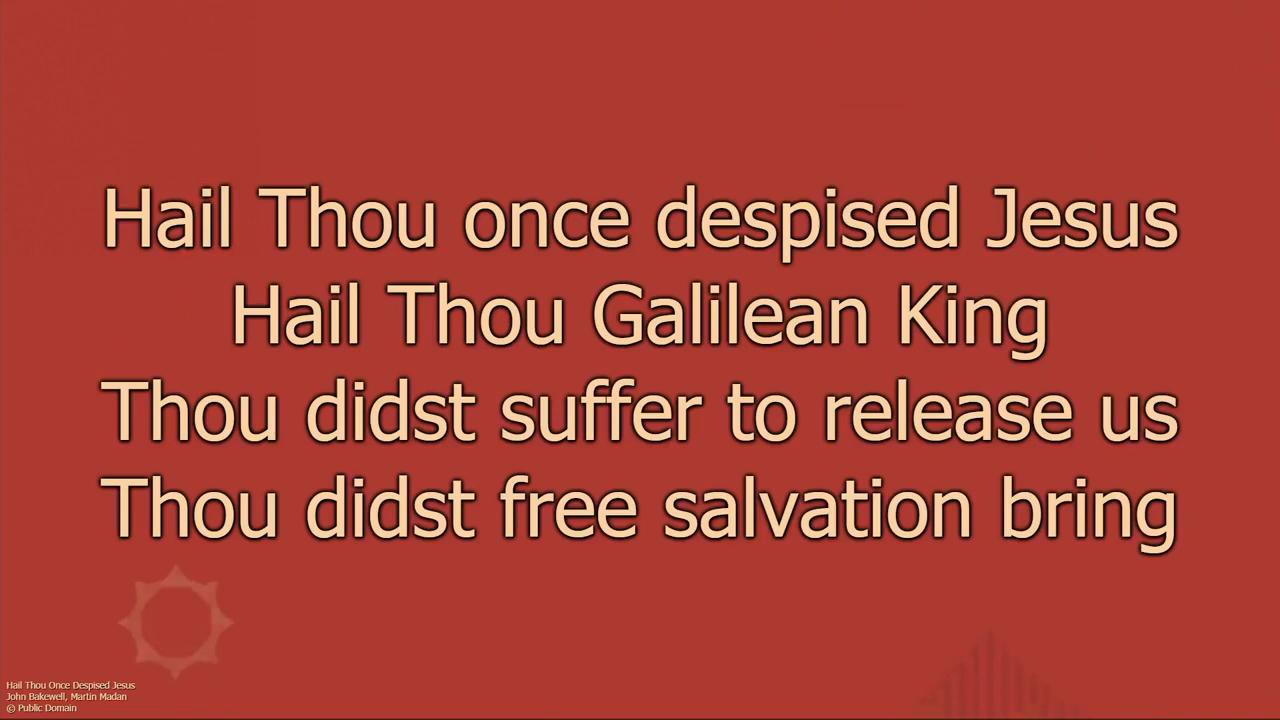 Hail Thou once despised Jesus
Hail Thou Galilean King
Thou didst suffer to release us
Thou didst free salvation bring
Hail Thou Once Despised Jesus
John Bakewell, Martin Madan
© Public Domain